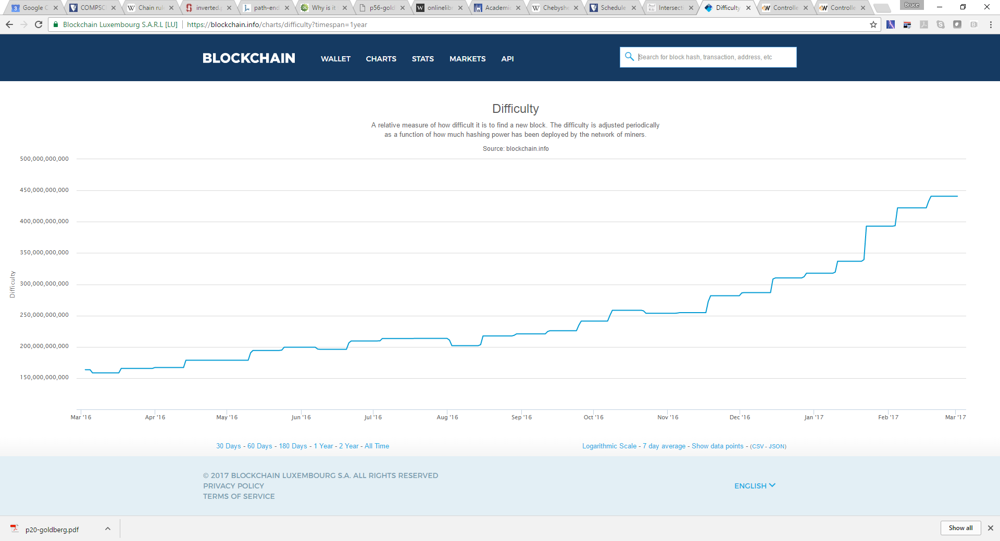 Google C
COMPSC
Chain rul
inverted.p
path-end
Why is it
p56-gold
onlinelibr
Academic
Chebyshe
Schedule
Intersecti
Difficulty
Controlle
Controlle
Bruce
Blockchain Luxembourg S.A.R.L [LU] https://blockchain.info/charts/difficulty?timespan=1year
BLOCKCHAIN WALLET CHARTS STATS MARKETS API
Search for block hash, transaction, address, etc
Difficulty
A relative measure of how difficult it is to find a new block. The difficulty is adjusted periodically
as a function of how much hashing power has been deployed by the network of miners.
Source: blockchain.info
Difficulty
500,000,000,000
450,000,000,000
400,000,000,000
350,000,000,000
300,000,000,000
250,000,000,000
200,000,000,000
150,000,000,000
Mar '16 Apr '16 May '16 Jun '16 Jul '16 Aug '16 Sep '16 Oct '16 Nov '16 Dec '16 Jan '17 Feb '17 Mar '17
30 Days - 60 Days - 180 Days - 1 Year - 2 Year - All Time
Logarithmic Scale - 7 day average - Show data points - (CSV - JSON)
© 2017 BLOCKCHAIN LUXEMBOURG S.A. ALL RIGHTS RESERVED
PRIVACY POLICY
TERMS OF SERVICE
ENGLISH
p20-goldberg.pdf
Show all